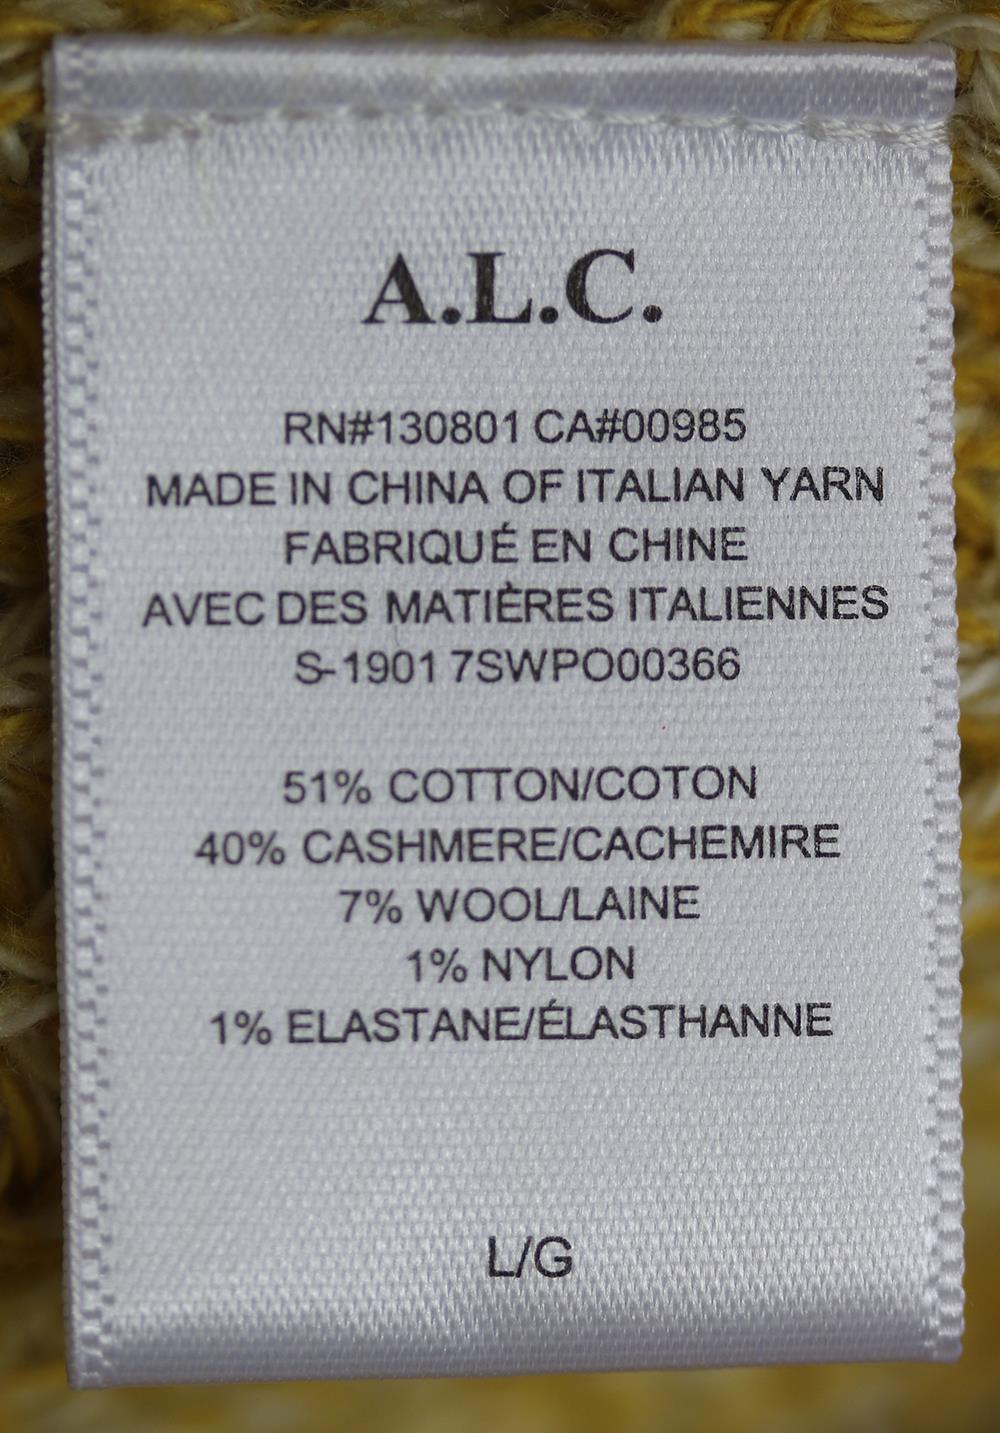 A.L.C.
RN#130801 CA#00985
MADE IN CHINA OF ITALIAN YARN
FABRIQUÉ EN CHINE
AVEC DES MATIÈRES ITALIENNES
S-1901 7SWPO00366
51% COTTON/COTON
40% CASHMERE/CACHEMIRE
7% WOOL/LAINE
1% NYLON
1% ELASTANE/ÉLASTHANNE
L/G